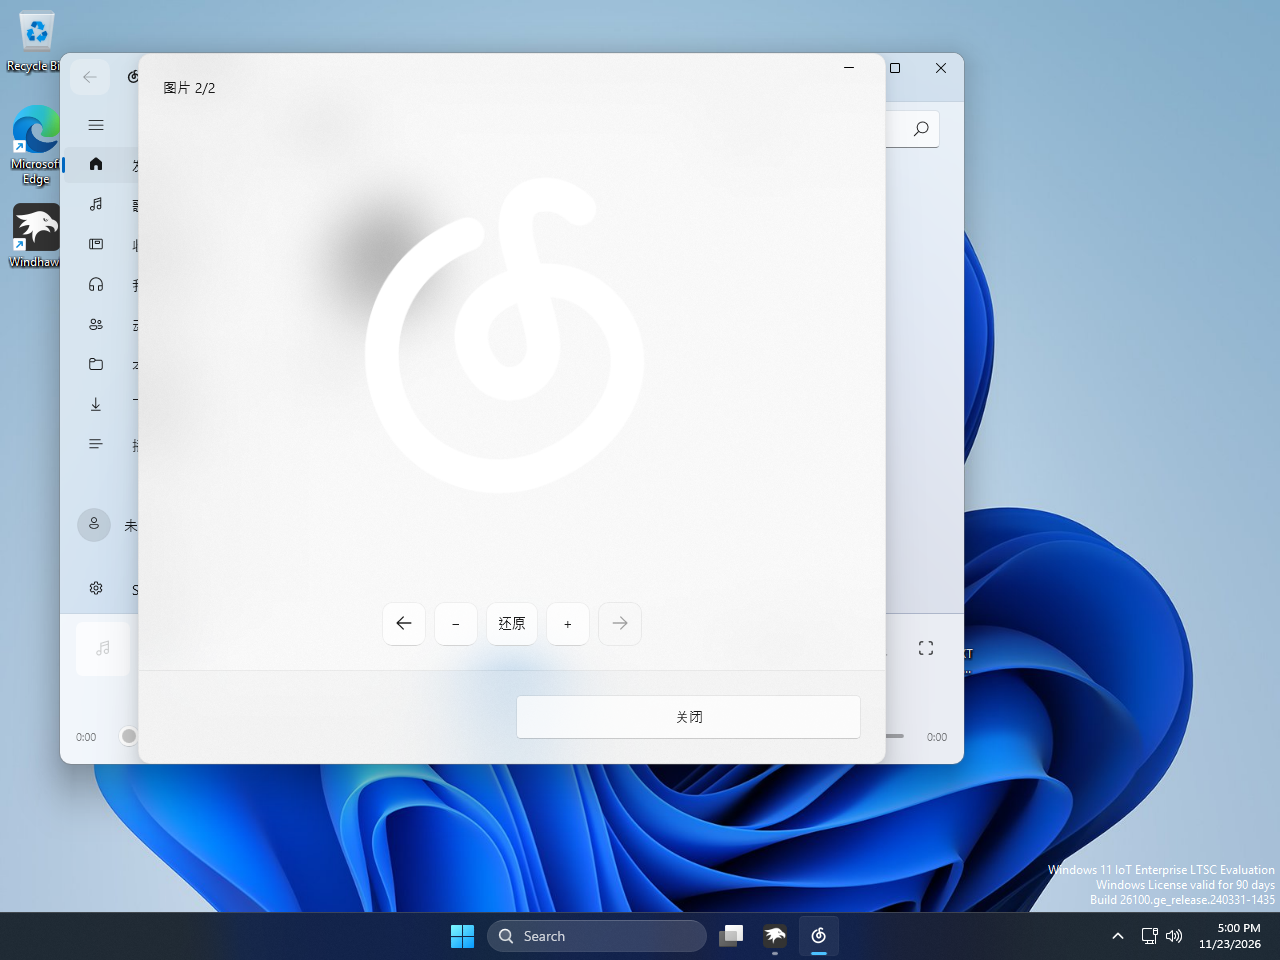 Recycle Bi
Microsoft
Edge
Windhaw
图片 2/2
未
S
0:00
− 还原 +
关闭
0:00
Windows 11 IoT Enterprise LTSC Evaluation
Windows License valid for 90 days
Build 26100.ge_release.240331-1435
Search
5:00 PM
11/23/2026